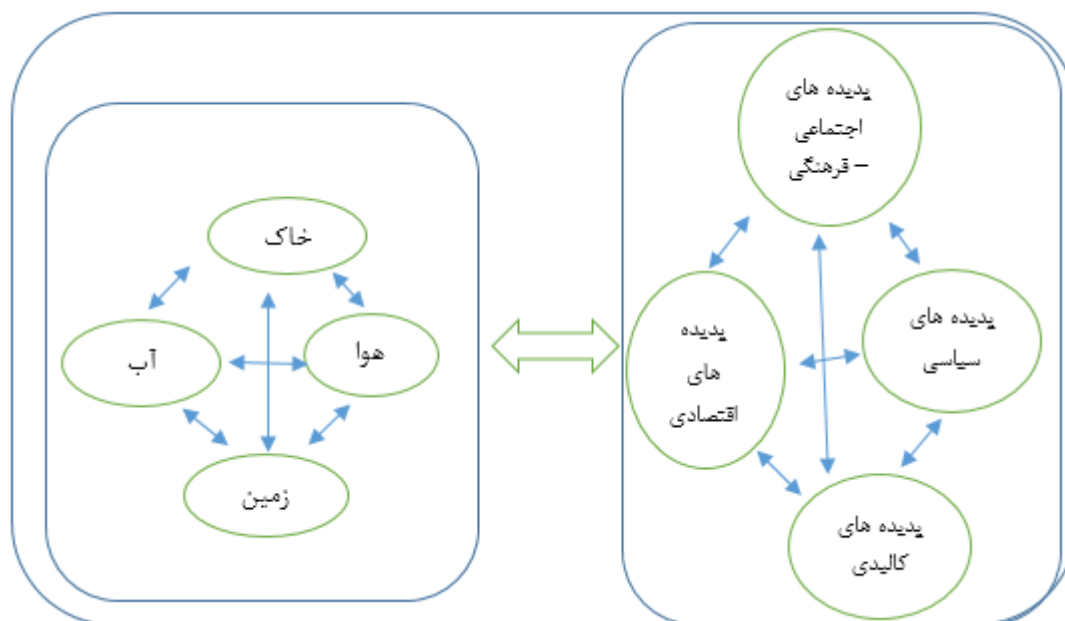 پدیده های
اجتماعی
– فرهنگی
پدیده های
سیاسی
پدیده
های
اقتصادی
پدیده های
کالبدی
خاک
هوا
آب
زمین